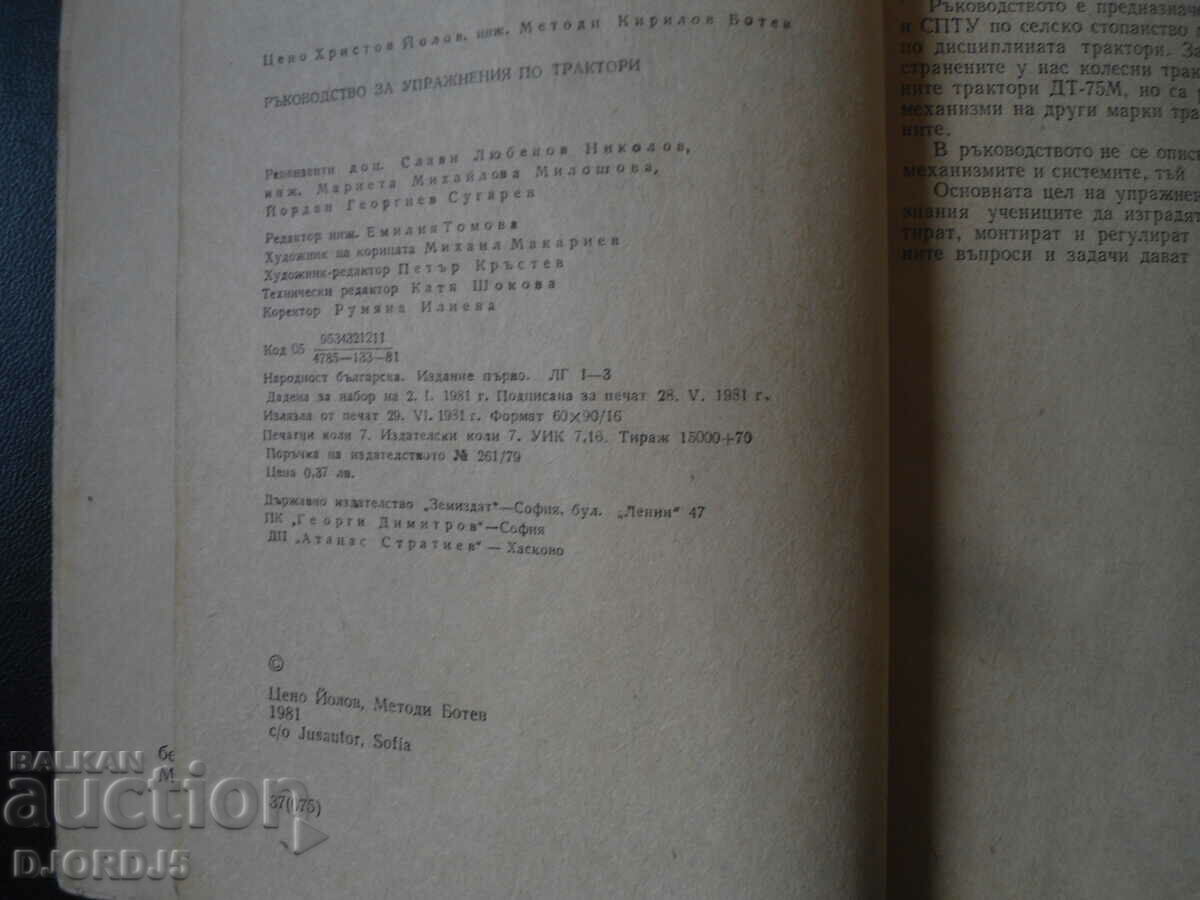 Цено Христов Йолов, инж. Методи Кирилов Ботев
РЪКОВОДСТВО ЗА УПРАЖНЕНИЯ ПО ТРАКТОРИ
Рецензенти доц. Слави Любенов Николов,
инж. Мариета Михайлова Милошова,
Йордан Георгиев Сугарев
Редактор инж. Емилия Томова
Художник на корицата Михаил Макариев
Художник-редактор Петър Кръстев
Технически редактор Катя Шокова
Коректор Румяна Илиева
Код 05 9534321211
4785—133—81
Народност българска. Издание първо. ЛГ 1—3
Дадена за набор на 2. I. 1981 г. Подписана за печат 28. V. 1981 г.
Излязла от печат 29. VI. 1981 г. Формат 60×90/16
Печатни коли 7. Издателски коли 7. УИК 7,16. Тираж 15000+70
Поръчка на издателството № 261/79
Цена 0,37 лв.
Държавно издателство „Земиздат“—София, бул. „Ленин“ 47
ПК „Георги Димитров“—София
ДП „Атанас Стратиев“ — Хасково
©
Цено Йолов, Методи Ботев
1981
c/o Jusautor, Sofia
37(075)
бе
М
Ръководството е предназначе
и СПТУ по селско стопанство
по дисциплината трактори. За
странените у нас колесни трак
ните трактори ДТ-75М, но са
механизми на други марки тра
ните.
В ръководството не се опист
механизмите и системите, тъй
Основната цел на упражнен
знания учениците да изградят
тират, монтират и регулират
ните въпроси и задачи дават
BALKAN
auction
DJORDJ5